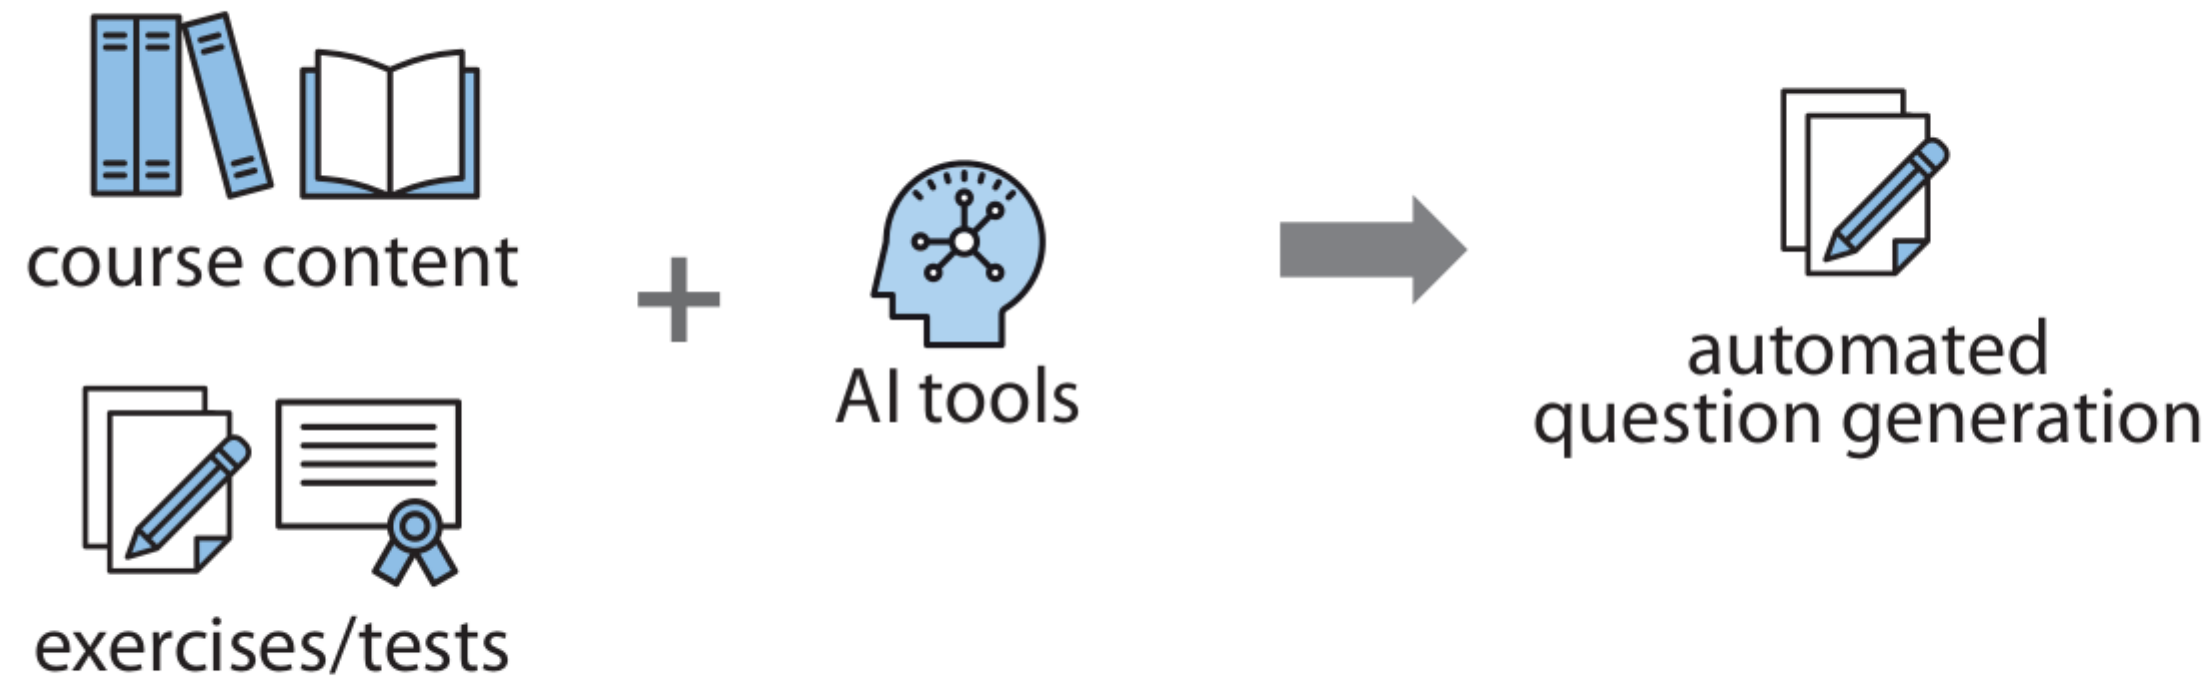 course content
exercises/tests
+
AI tools
automated
question generation